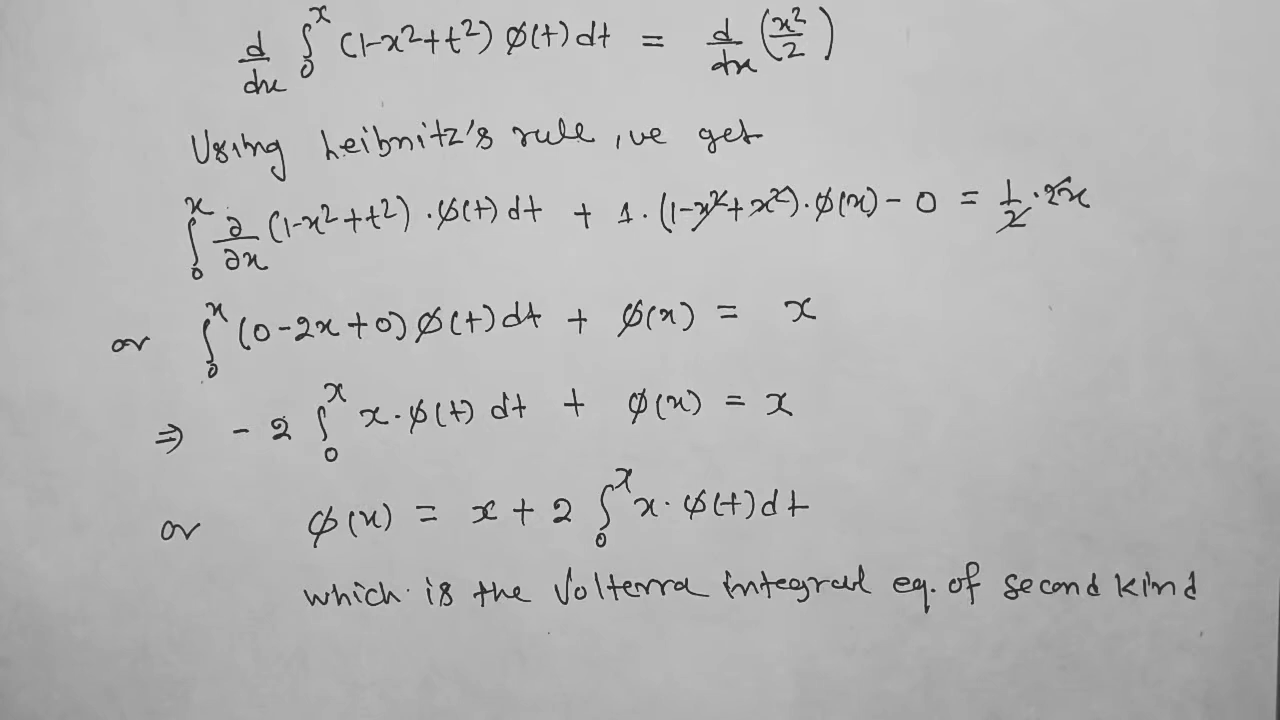 d/dx ∫₀ˣ (1-x²+t²) ϕ(t) dt = d/dx (x²/2)
Using Leibnitz's rule, we get
∫₀ˣ ∂/∂x (1-x²+t²) · ϕ(t) dt + 1 · (1-x²+x²) · ϕ(x) - 0 = 1/2 · 2x
or ∫₀ˣ (0-2x+0) ϕ(t) dt + ϕ(x) = x
⇒ -2 ∫₀ˣ x · ϕ(t) dt + ϕ(x) = x
or ϕ(x) = x + 2 ∫₀ˣ x · ϕ(t) dt
which is the Volterra integral eq. of second kind